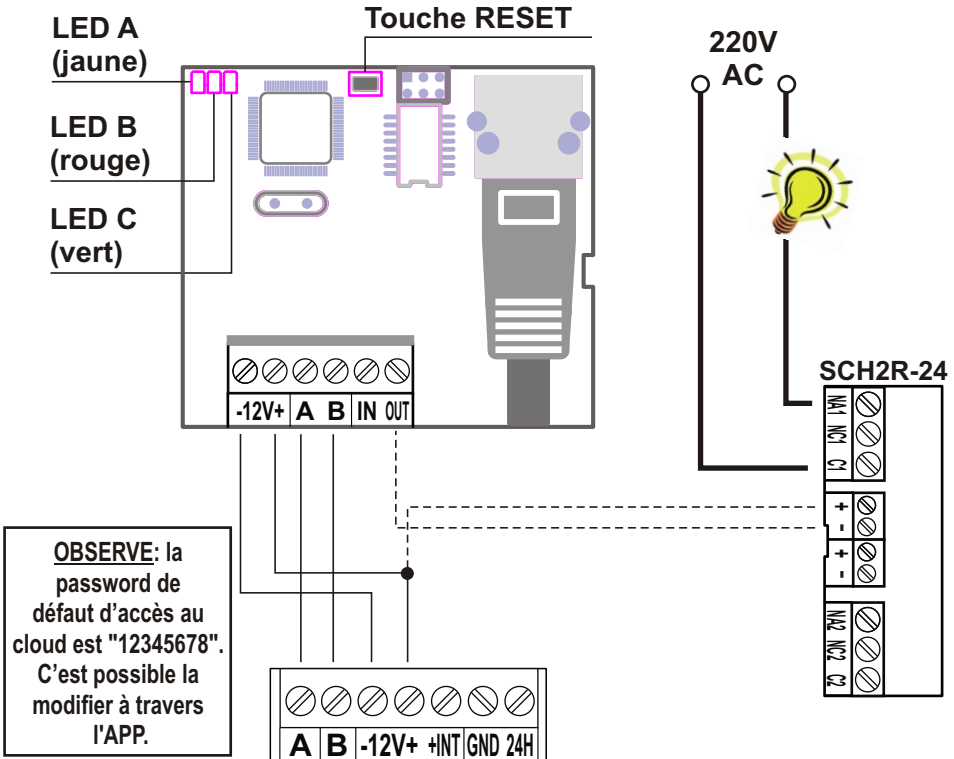 LED A
(jaune)
Touche RESET
220V
AC
LED B
(rouge)
LED C
(vert)
SCH2R-24
NA1
NC1
C1
-12V+ A B IN OUT
+
-
+
-
NA2
NC2
C2
OBSERVE: la
password de
défaut d'accès au
cloud est "12345678".
C'est possible la
modifier à travers
l'APP.
A B -12V+ +INT GND 24H